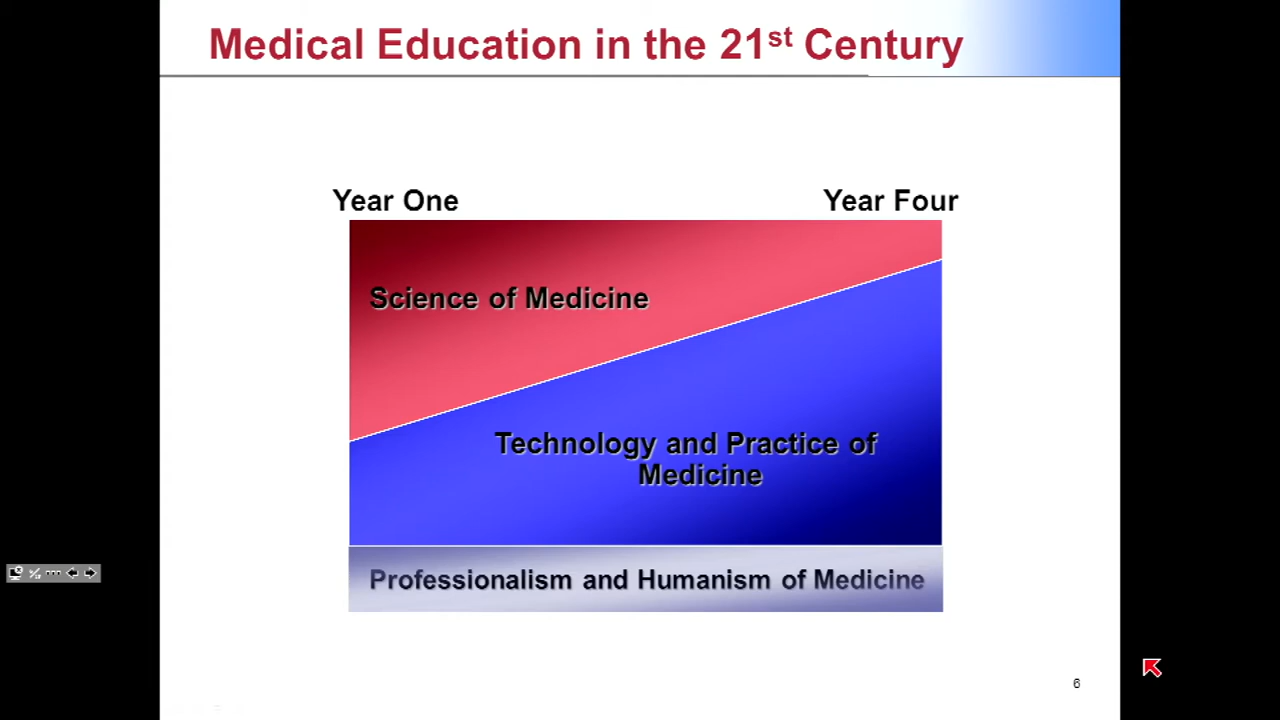 Medical Education in the 21st Century
Year One
Year Four
Science of Medicine
Technology and Practice of
Medicine
Professionalism and Humanism of Medicine
6